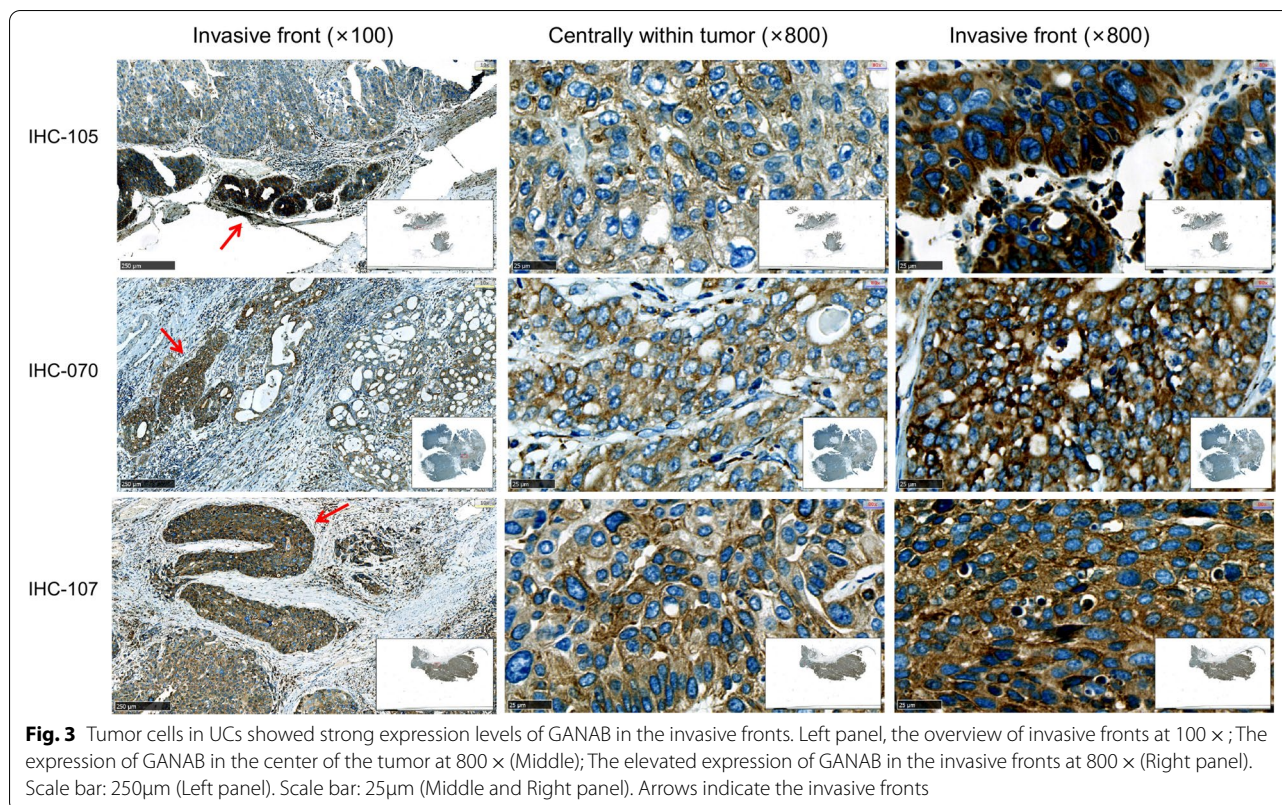 Invasive front (×100) Centrally within tumor (×800) Invasive front (×800)
IHC-105
250 µm 25 µm 25 µm
IHC-070
250 µm 25 µm 25 µm
IHC-107
250 µm 25 µm 25 µm
Fig. 3 Tumor cells in UCs showed strong expression levels of GANAB in the invasive fronts. Left panel, the overview of invasive fronts at 100 × ; The
expression of GANAB in the center of the tumor at 800 × (Middle); The elevated expression of GANAB in the invasive fronts at 800 × (Right panel).
Scale bar: 250µm (Left panel). Scale bar: 25µm (Middle and Right panel). Arrows indicate the invasive fronts